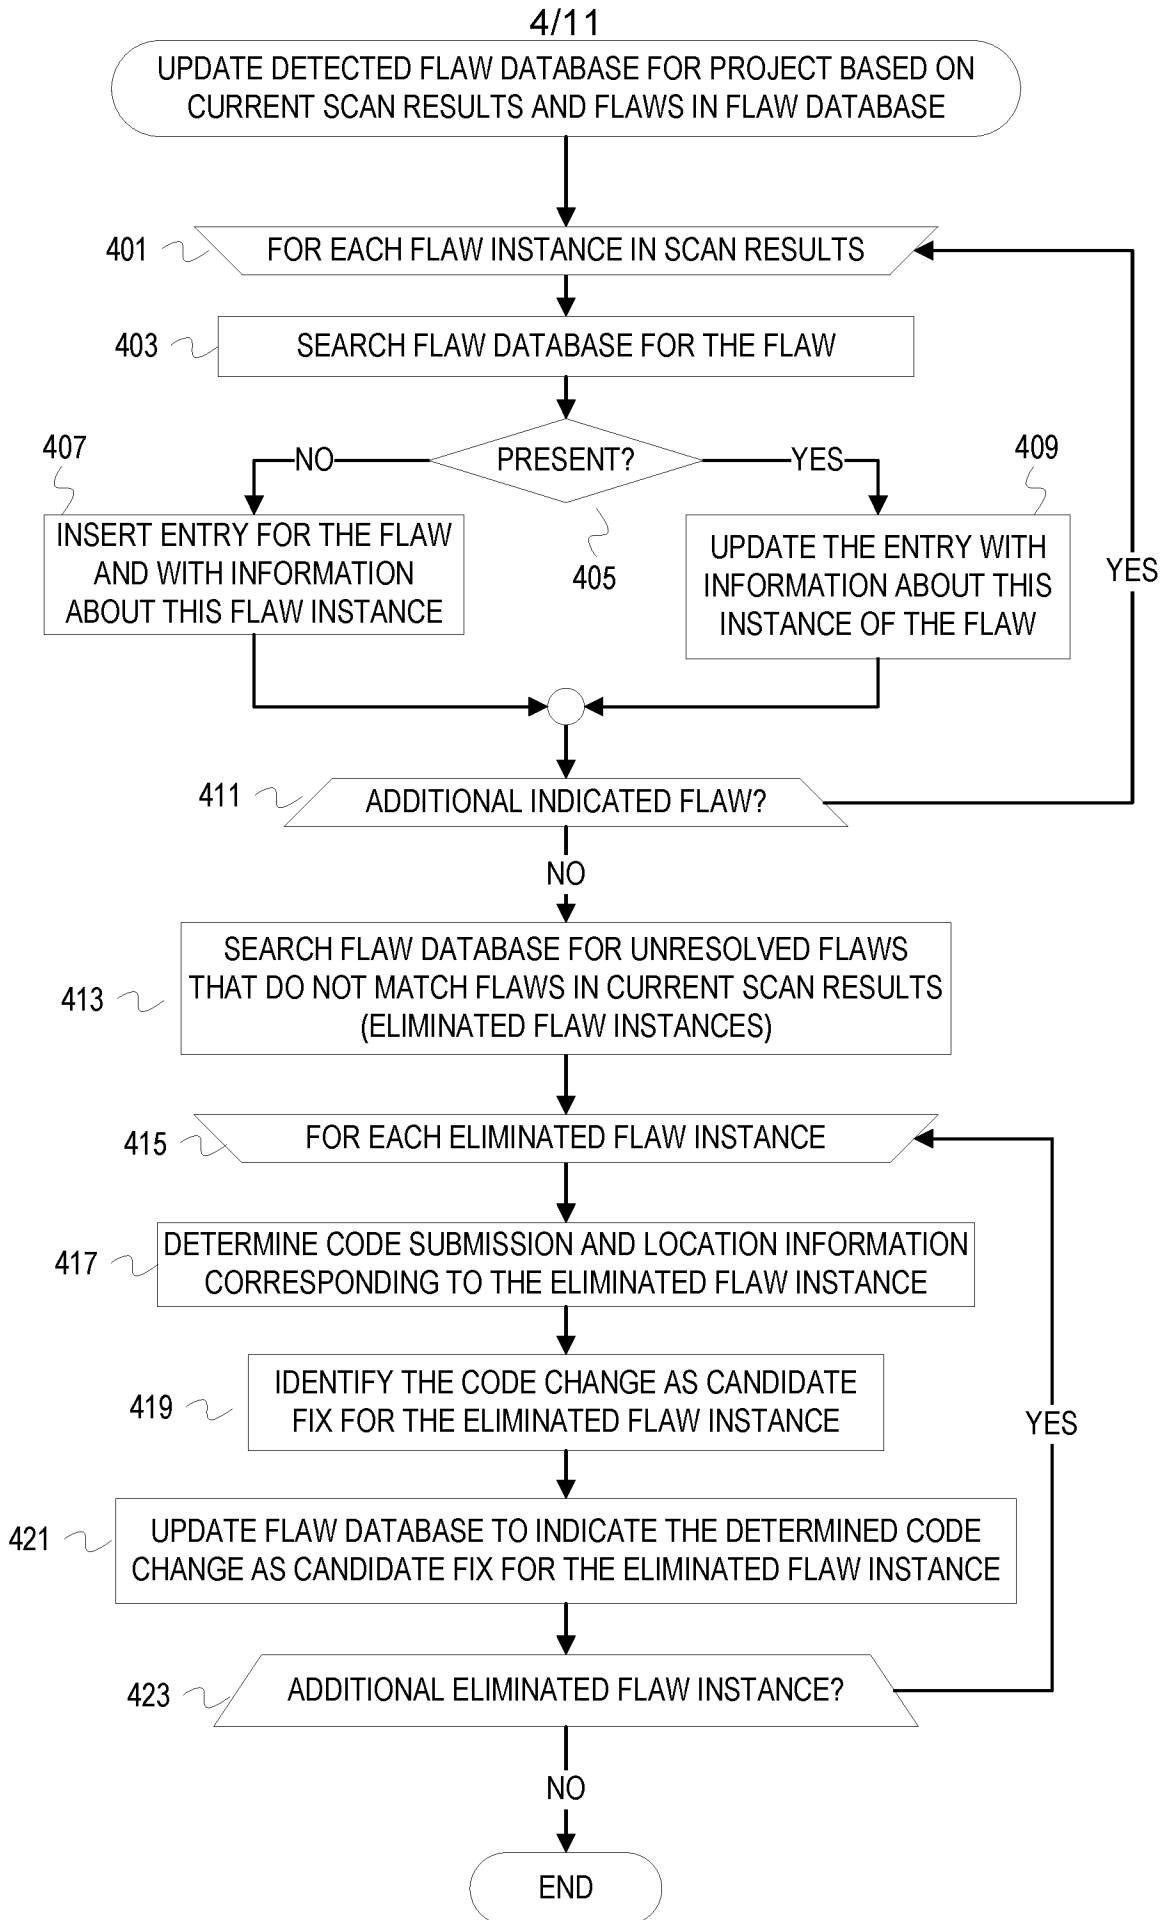 4/11
UPDATE DETECTED FLAW DATABASE FOR PROJECT BASED ON
CURRENT SCAN RESULTS AND FLAWS IN FLAW DATABASE
401
FOR EACH FLAW INSTANCE IN SCAN RESULTS
403
SEARCH FLAW DATABASE FOR THE FLAW
PRESENT?
405
NO
YES
407
INSERT ENTRY FOR THE FLAW
AND WITH INFORMATION
ABOUT THIS FLAW INSTANCE
409
UPDATE THE ENTRY WITH
INFORMATION ABOUT THIS
INSTANCE OF THE FLAW
YES
411
ADDITIONAL INDICATED FLAW?
NO
413
SEARCH FLAW DATABASE FOR UNRESOLVED FLAWS
THAT DO NOT MATCH FLAWS IN CURRENT SCAN RESULTS
(ELIMINATED FLAW INSTANCES)
415
FOR EACH ELIMINATED FLAW INSTANCE
417
DETERMINE CODE SUBMISSION AND LOCATION INFORMATION
CORRESPONDING TO THE ELIMINATED FLAW INSTANCE
419
IDENTIFY THE CODE CHANGE AS CANDIDATE
FIX FOR THE ELIMINATED FLAW INSTANCE
YES
421
UPDATE FLAW DATABASE TO INDICATE THE DETERMINED CODE
CHANGE AS CANDIDATE FIX FOR THE ELIMINATED FLAW INSTANCE
423
ADDITIONAL ELIMINATED FLAW INSTANCE?
NO
END